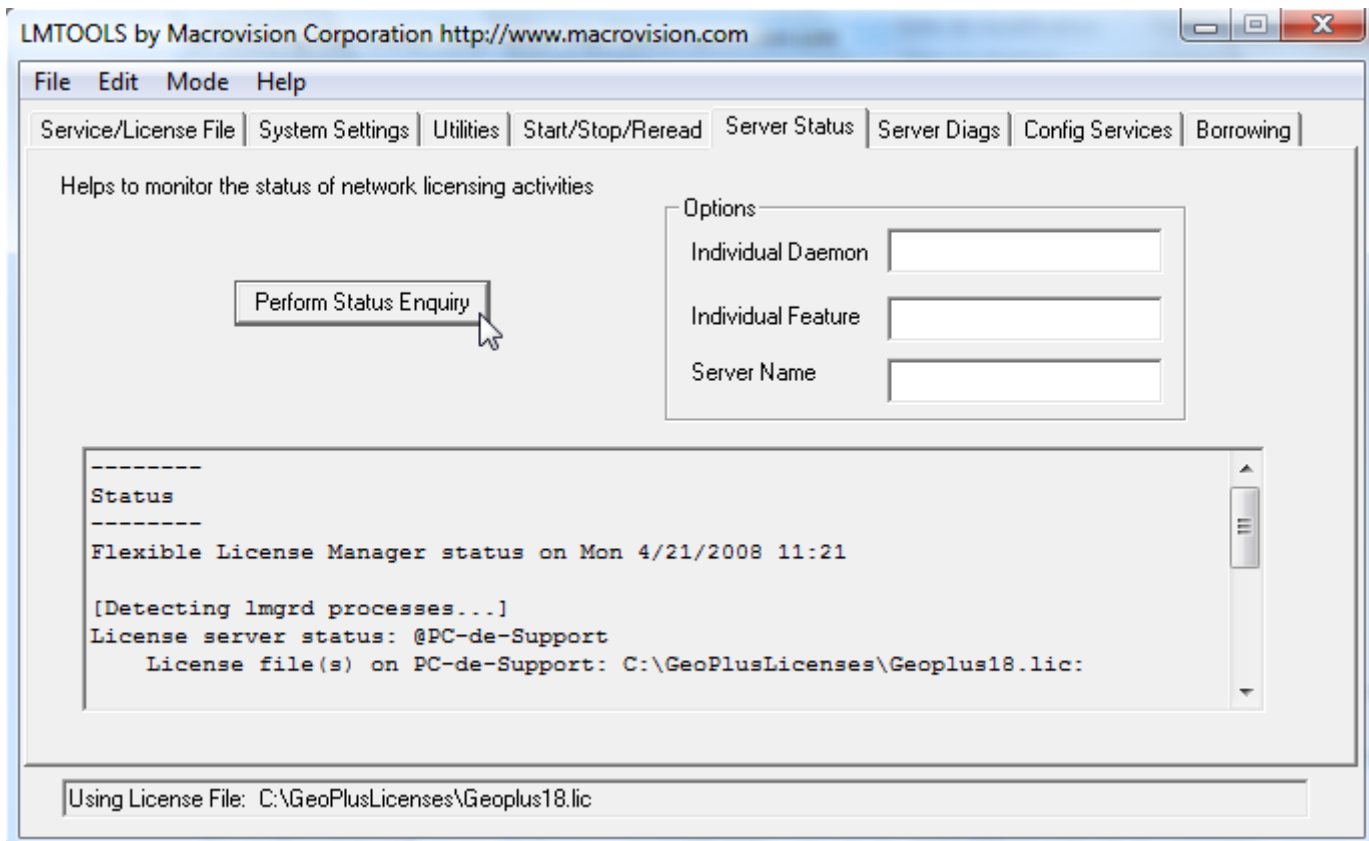 LMTOOLS by Macrovision Corporation http://www.macrovision.com
File Edit Mode Help
Service/License File System Settings Utilities Start/Stop/Reread Server Status Server Diags Config Services Borrowing
Helps to monitor the status of network licensing activities
Options
Individual Daemon
Perform Status Enquiry
Individual Feature
Server Name
--------
Status
--------
Flexible License Manager status on Mon 4/21/2008 11:21
[Detecting lmgrd processes...]
License server status: @PC-de-Support
License file(s) on PC-de-Support: C:\GeoPlusLicenses\Geoplus18.lic:
Using License File: C:\GeoPlusLicenses\Geoplus18.lic